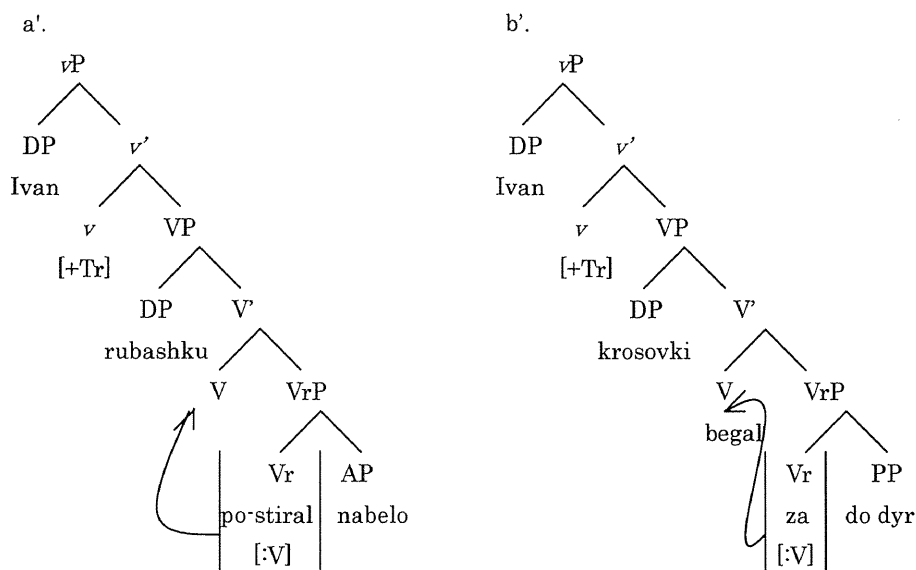 a'.
vP
DP v'
Ivan
v VP
[+Tr]
DP V'
rubashku
V VrP
Vr AP
po-stiral nabelo
[:V]
b'.
vP
DP v'
Ivan
v VP
[+Tr]
DP V'
krosovki
V VrP
begal
Vr PP
za do dyr
[:V]